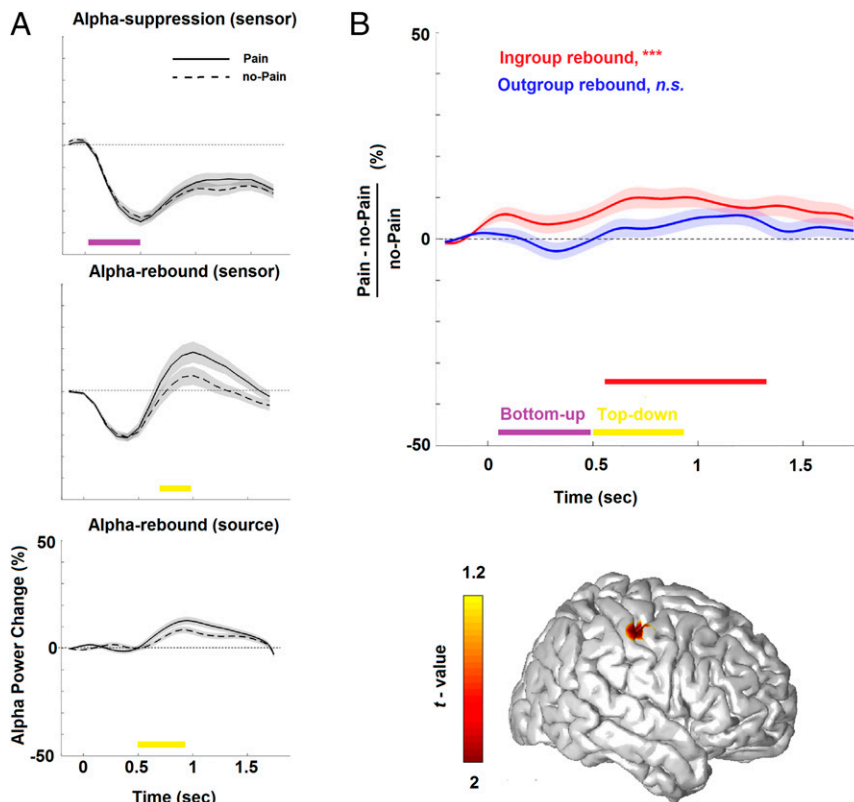 A
Alpha-suppression (sensor)
Pain
no-Pain
Alpha-rebound (sensor)
Alpha-rebound (source)
50
0
-50
Alpha Power Change (%)
0 0.5 1 1.5
Time (sec)
B
50
0
-50
Pain - no-Pain
no-Pain
(%)
Ingroup rebound, ***
Outgroup rebound, n.s.
Bottom-up Top-down
0 0.5 1 1.5
Time (sec)
1.2
t - value
2